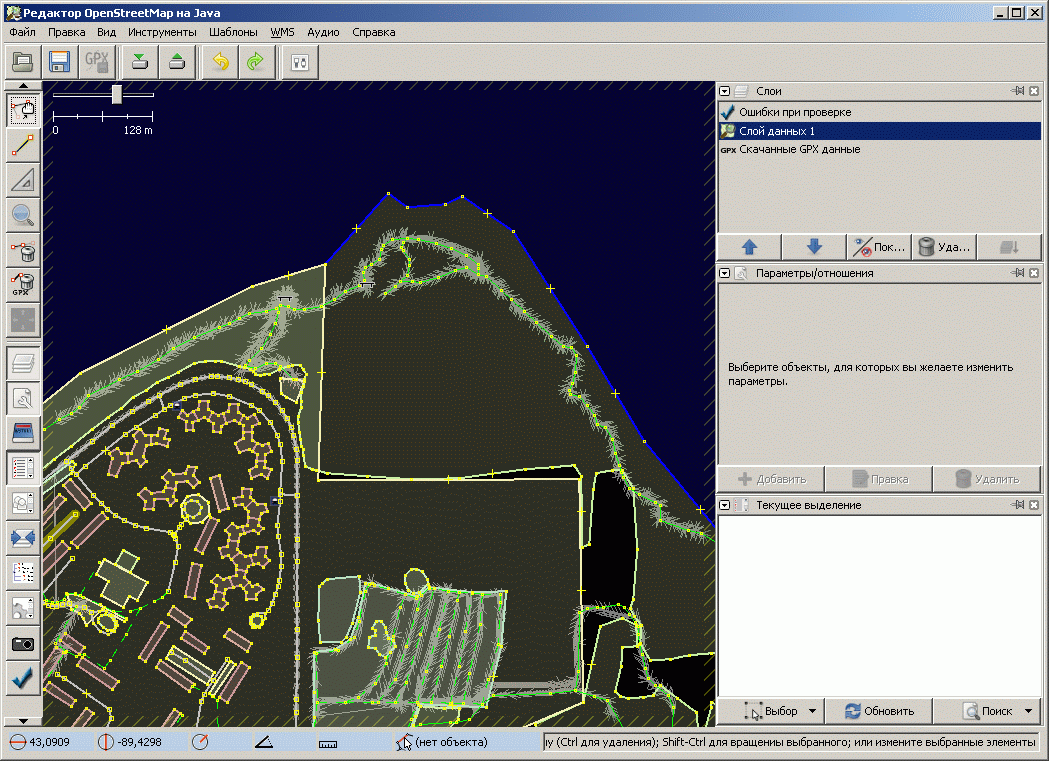 Редактор OpenStreetMap на Java
Файл Правка Вид Инструменты Шаблоны WMS Аудио Справка
GPX
0 128 m
GPX
Слои
Ошибки при проверке
Слой данных 1
GPX Скачанные GPX данные
Пок... Уда...
Параметры/отношения
Выберите объекты, для которых вы желаете изменить
параметры.
Добавить Правка Удалить
Текущее выделение
Выбор Обновить Поиск
43,0909 -89,4298 (нет объекта) у (Ctrl для удаления); Shift-Ctrl для вращены выбранного; или измените выбранные элементы